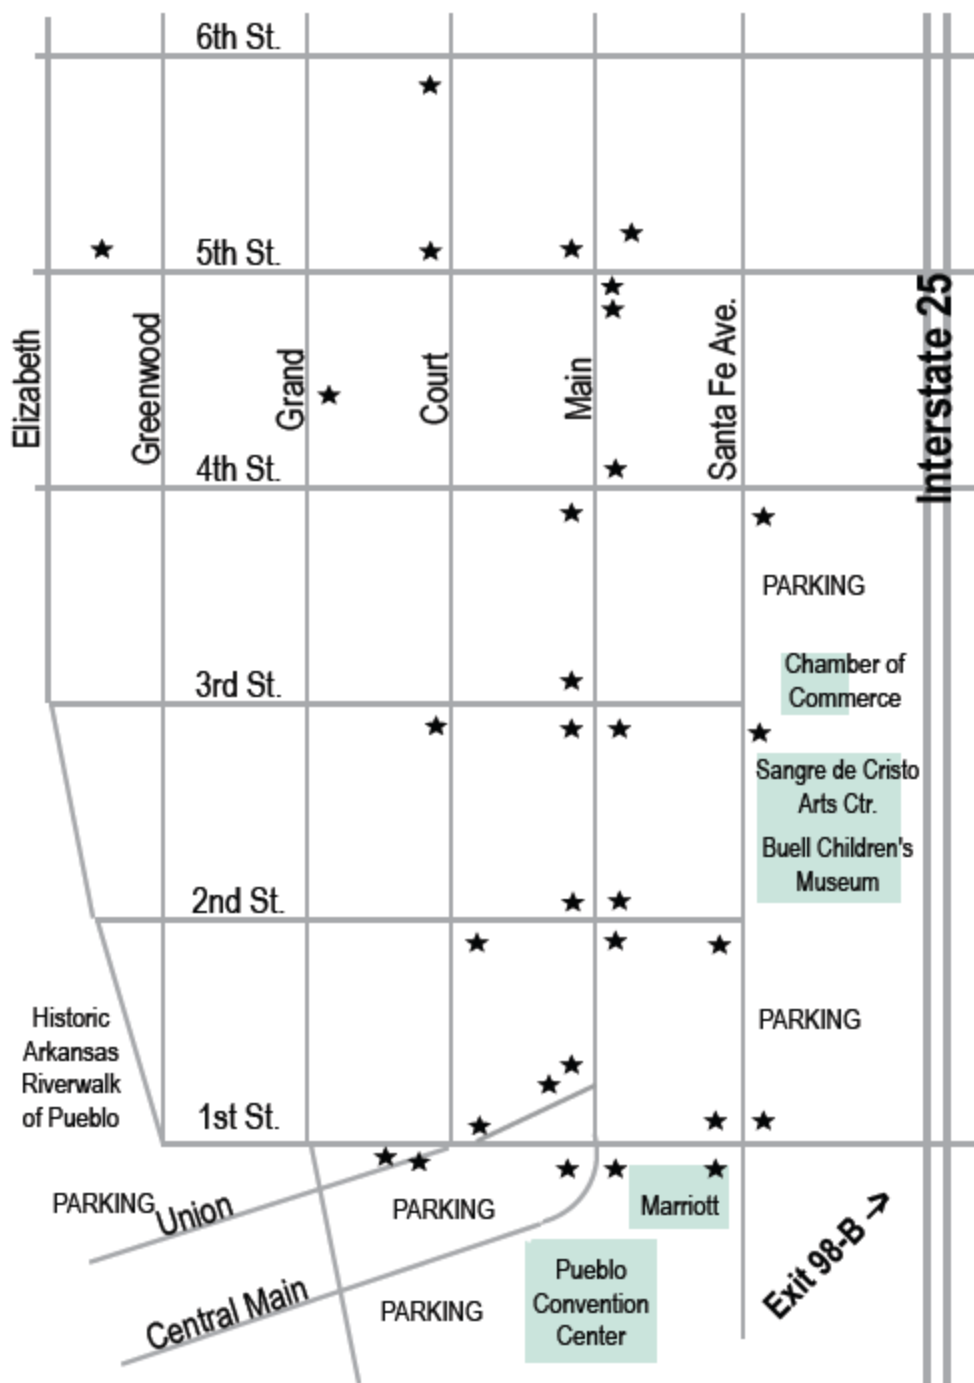 6th St.
5th St.
Elizabeth
Greenwood
Grand
Court
Main
Santa Fe Ave.
Interstate 25
4th St.
PARKING
Chamber of
Commerce
3rd St.
Sangre de Cristo
Arts Ctr.
Buell Children's
Museum
2nd St.
Historic
Arkansas
Riverwalk
of Pueblo
PARKING
1st St.
PARKING
Union
PARKING
Marriott
Exit 98-B →
Central Main
PARKING
Pueblo
Convention
Center